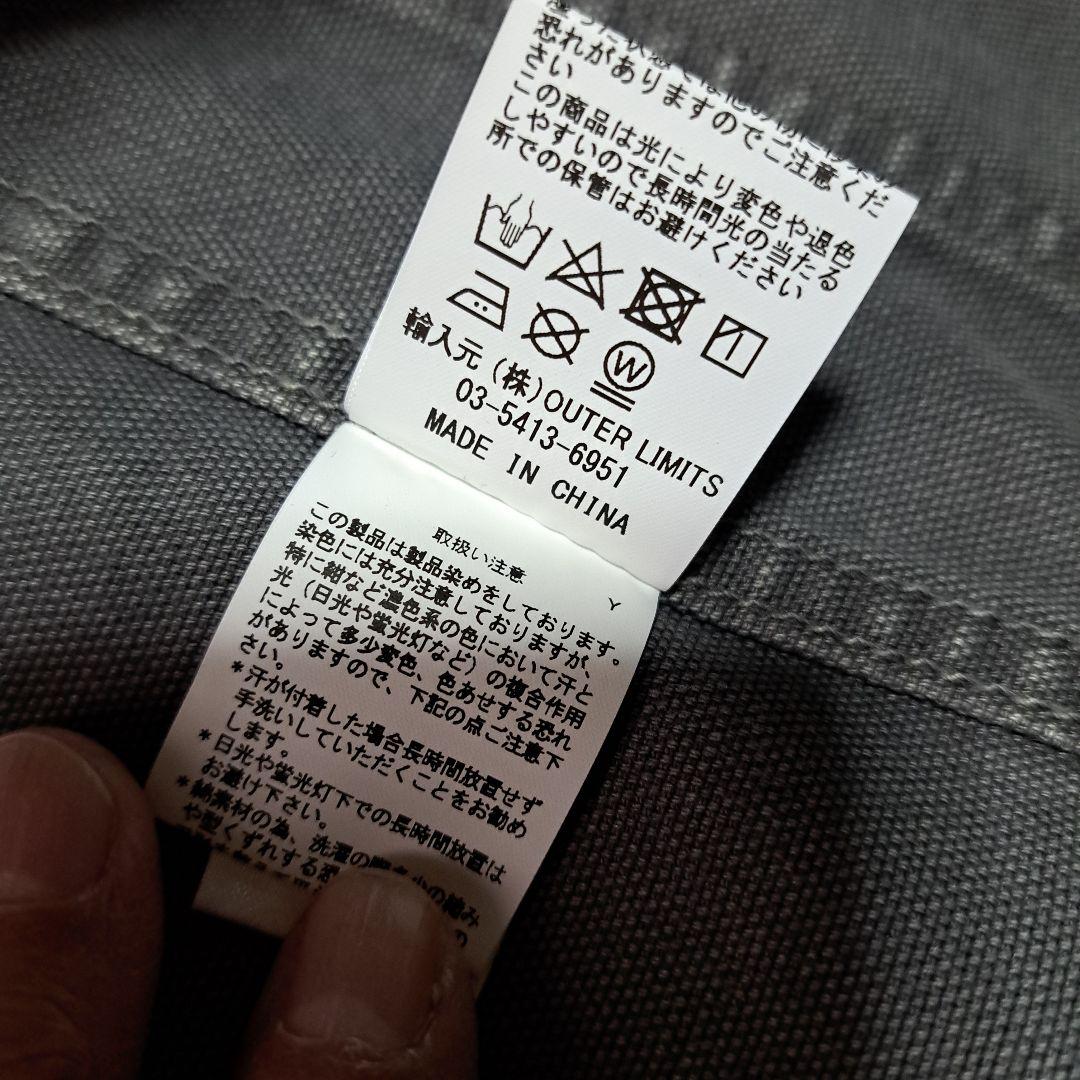 恐れがありますのでご注意くだ
さい
この商品は光により変色や退色
しやすいので長時間光の当たる
所での保管はお避けください
W
輸入元 (株)OUTER LIMITS
03-5413-6951
MADE IN CHINA
取扱い注意
Y
この製品は製品染めをしております。
染色には充分注意しておりますが、
特に紺など濃色系の色において汗と
光(日光や蛍光灯など)の複合作用
によって多少変色、色あせする恐れ
がありますので、下記の点ご注意下
さい。
*汗が付着した場合長時間放置せず
手洗いしていただくことをお勧め
します。
*日光や蛍光灯下での長時間放置は
お避け下さい。
*綿素材の為、洗濯の際多少の縮み
や型くずれする恐 の